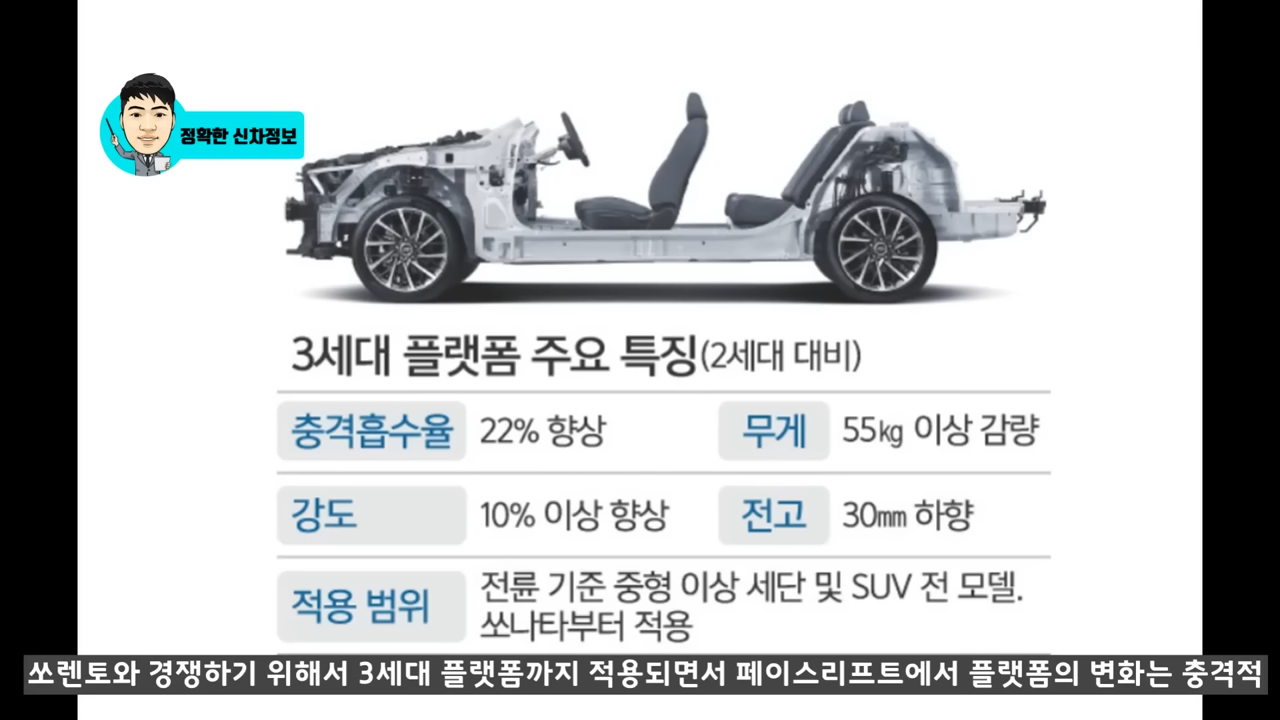 정확한 신차정보
3세대 플랫폼 주요 특징(2세대 대비)
충격흡수율 22% 향상 무게 55㎏ 이상 감량
강도 10% 이상 향상 전고 30㎜ 하향
적용 범위 전륜 기준 중형 이상 세단 및 SUV 전 모델.
쏘나타부터 적용
쏘렌토와 경쟁하기 위해서 3세대 플랫폼까지 적용되면서 페이스리프트에서 플랫폼의 변화는 충격적